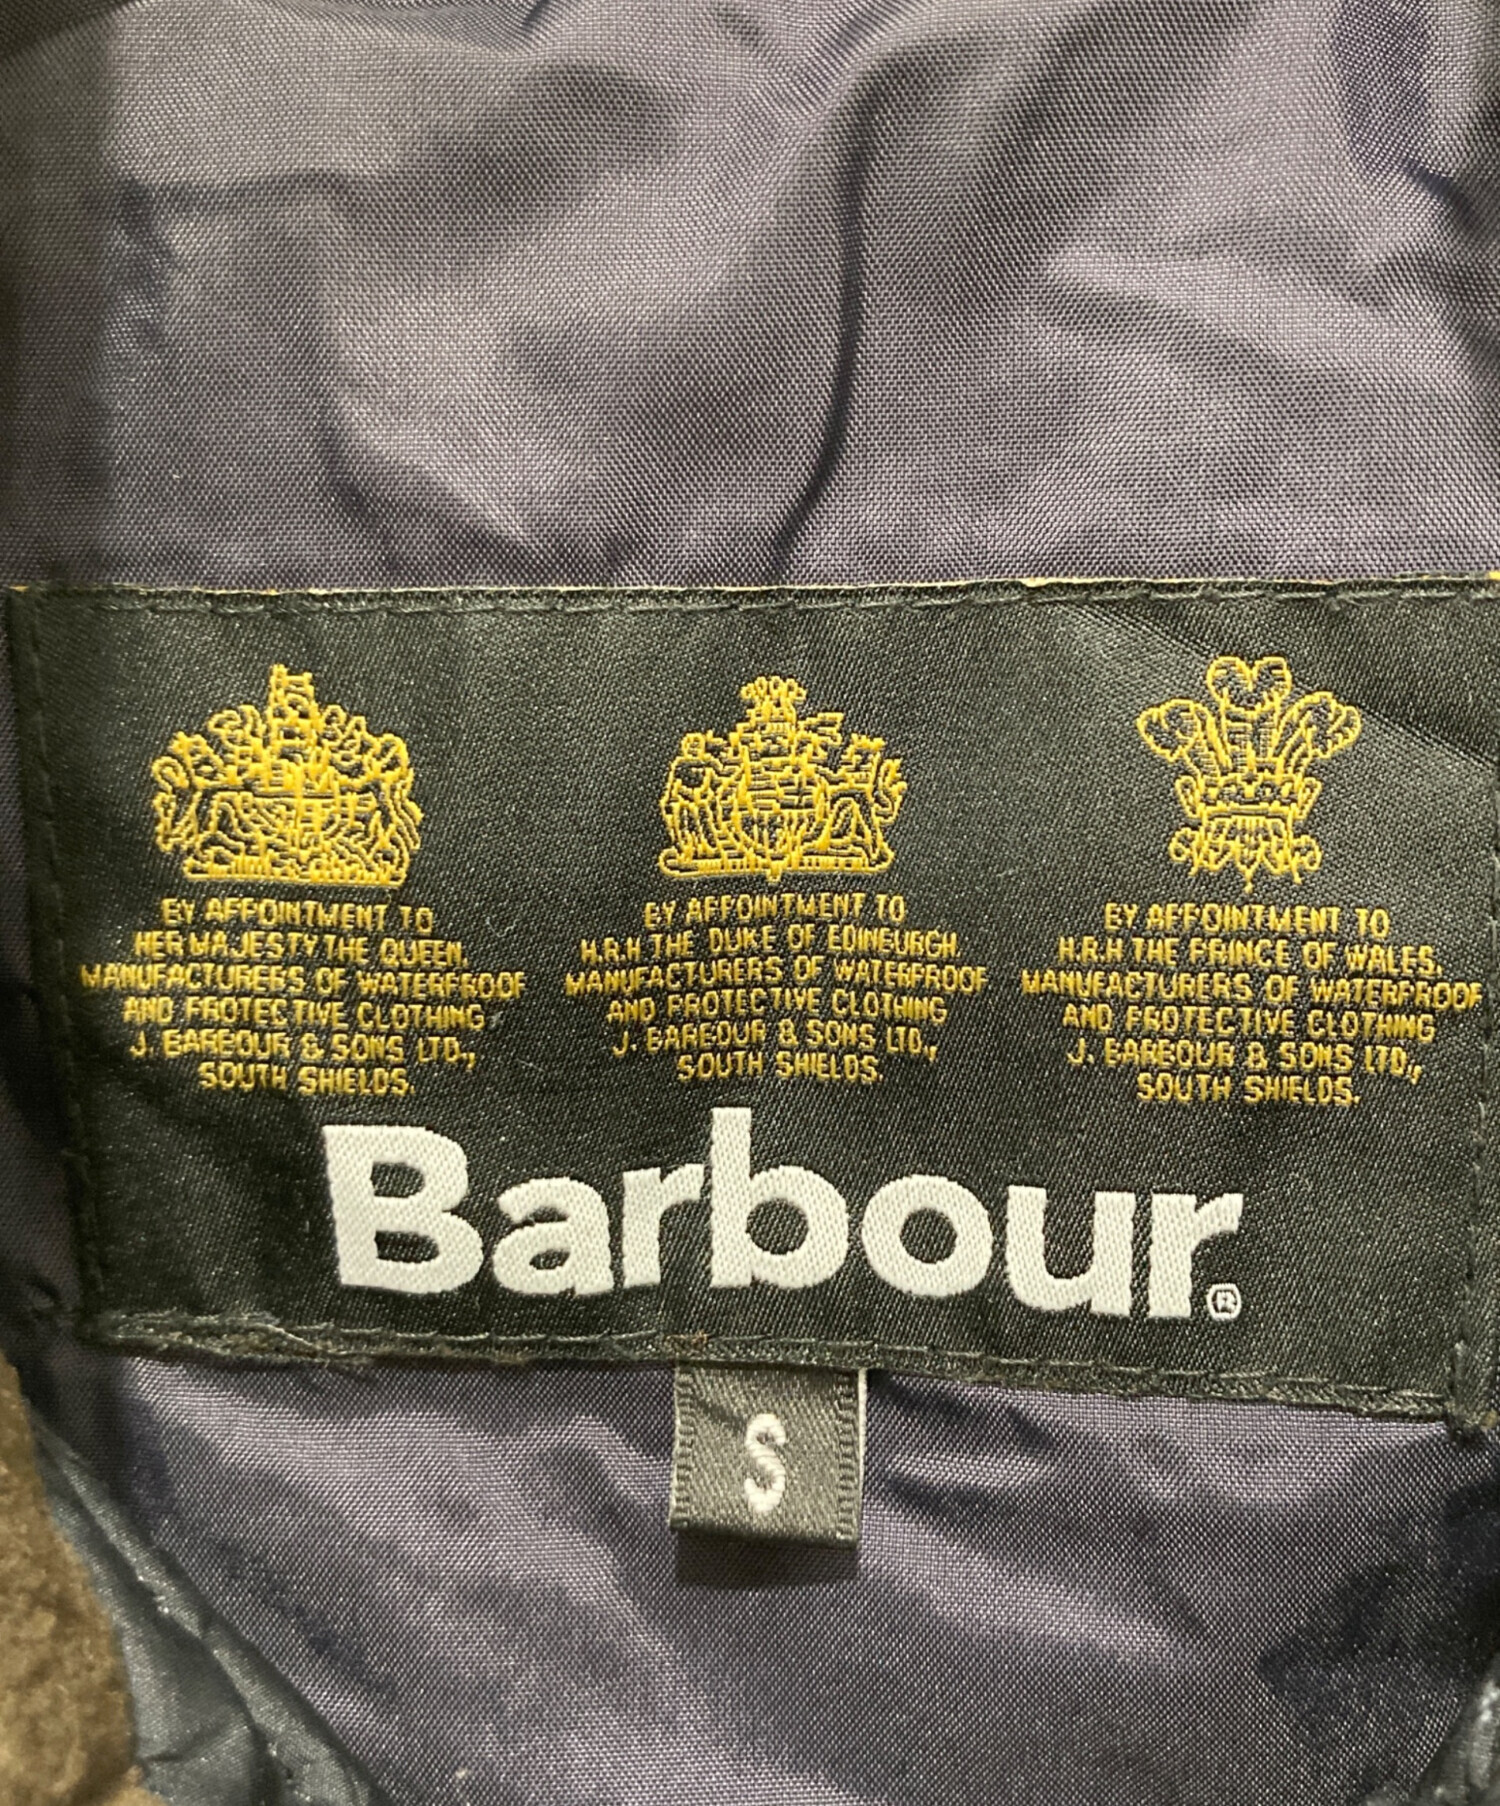 BY APPOINTMENT TO
HER MAJESTY THE QUEEN
MANUFACTURERS OF WATERPROOF
AND PROTECTIVE CLOTHING
J. BARBOUR & SONS LTD.,
SOUTH SHIELDS.
BY APPOINTMENT TO
H.R.H THE DUKE OF EDINBURGH
MANUFACTURERS OF WATERPROOF
AND PROTECTIVE CLOTHING
J. BARBOUR & SONS LTD.,
SOUTH SHIELDS.
BY APPOINTMENT TO
H.R.H THE PRINCE OF WALES.
MANUFACTURERS OF WATERPROOF
AND PROTECTIVE CLOTHING
J. BARBOUR & SONS LTD.,
SOUTH SHIELDS.
Barbour®
S